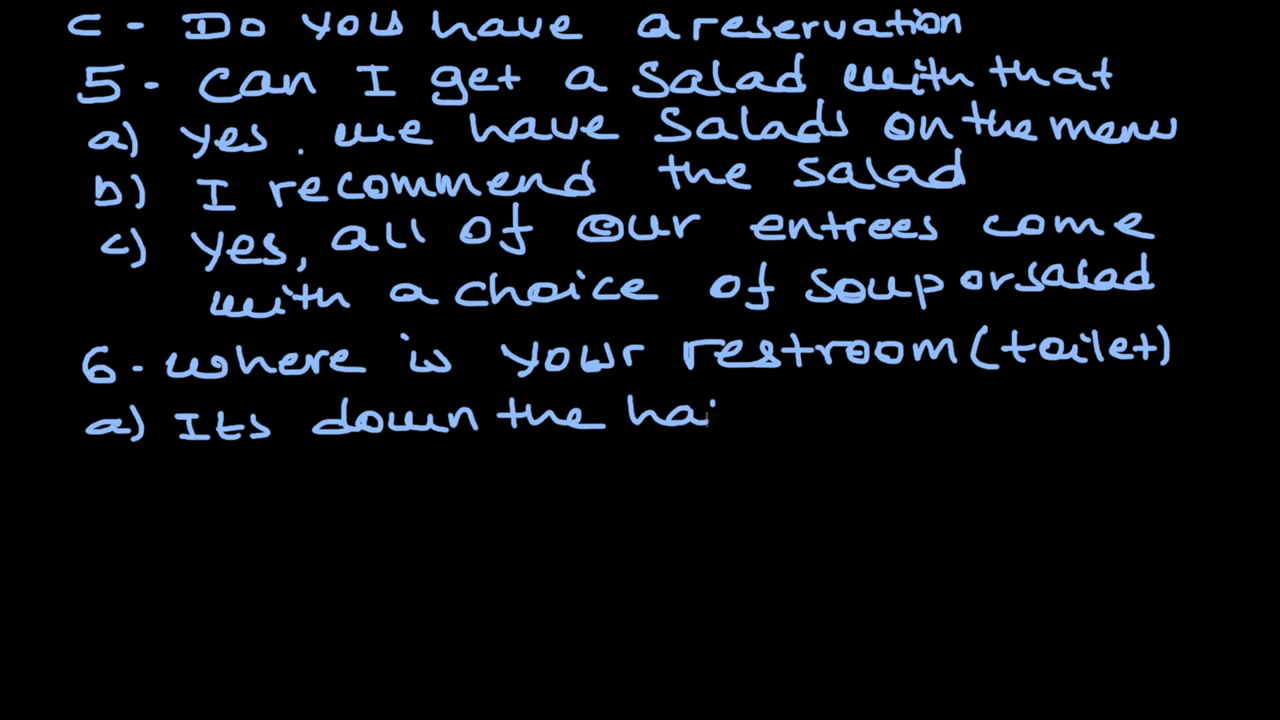 c - Do you have a reservation
5 - can I get a salad with that
a) yes. we have salads on the menu
b) I recommend the salad
c) yes, all of our entrees come
with a choice of soup or salad
6 - where is your restroom (toilet)
a) Its down the ha